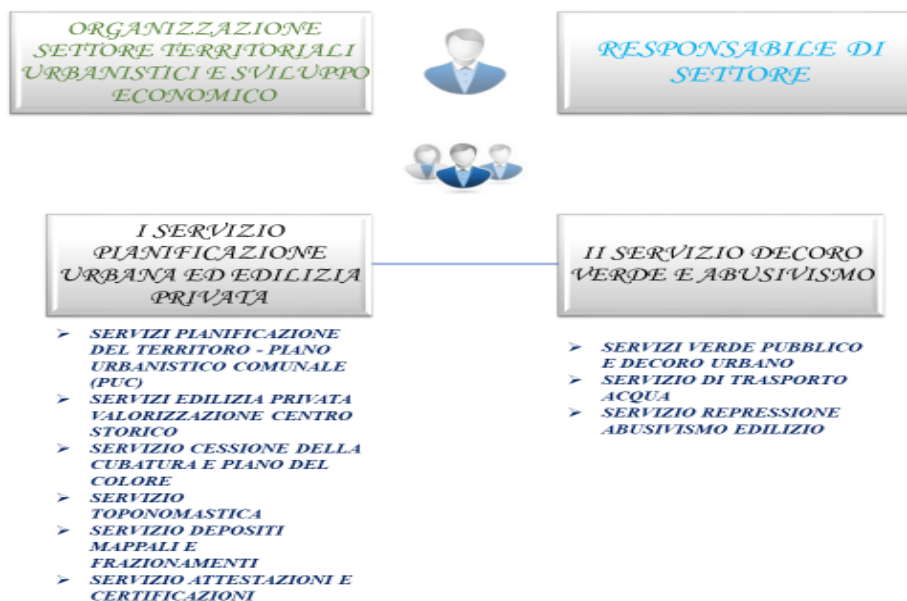 ORGANIZZAZIONE
SETTORE TERRITORIALI
URBANISTICI E SVILUPPO
ECONOMICO
RESPONSABILE DI
SETTORE
I SERVIZIO
PIANIFICAZIONE
URBANA ED EDILIZIA
PRIVATA
II SERVIZIO DECORO
VERDE E ABUSIVISMO
➤ SERVIZI PIANIFICAZIONE
DEL TERRITORO - PIANO
URBANISTICO COMUNALE
(PUC)
➤ SERVIZI EDILIZIA PRIVATA
VALORIZZAZIONE CENTRO
STORICO
➤ SERVIZIO CESSIONE DELLA
CUBATURA E PIANO DEL
COLORE
➤ SERVIZIO
TOPONOMASTICA
➤ SERVIZIO DEPOSITI
MAPPALI E
FRAZIONAMENTI
➤ SERVIZIO ATTESTAZIONI E
CERTIFICAZIONI
➤ SERVIZI VERDE PUBBLICO
E DECORO URBANO
➤ SERVIZIO DI TRASPORTO
ACQUA
➤ SERVIZIO REPRESSIONE
ABUSIVISMO EDILIZIO